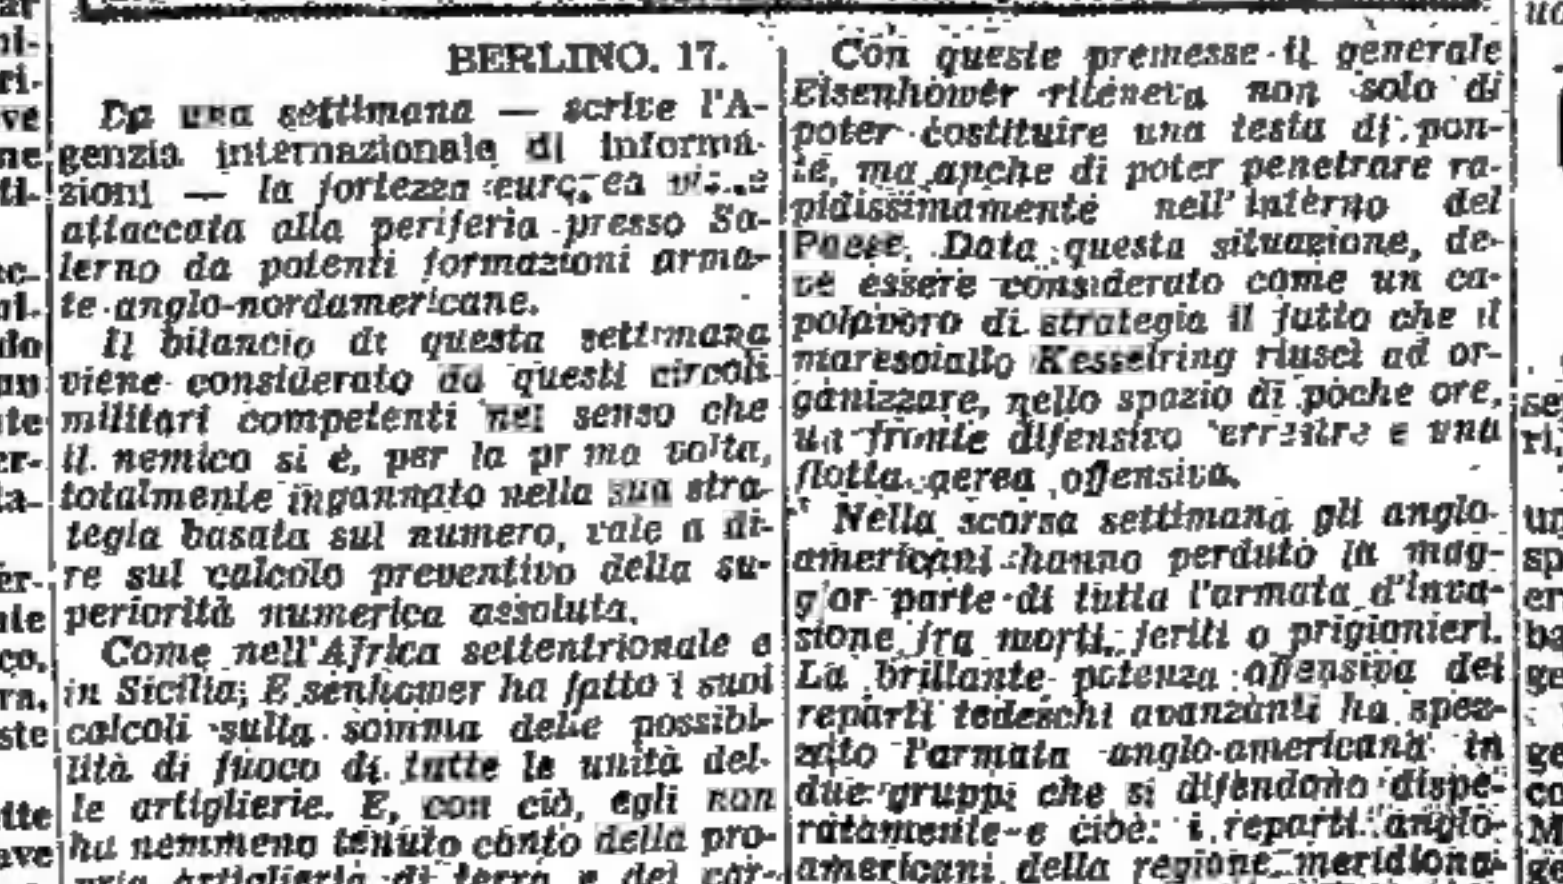 BERLINO. 17.
Da una settimana — scrive l'A-
genzia internazionale di informa-
zioni — la fortezza europea viene
attaccata alla periferia presso Sa-
lerno da potenti formazioni arma-
te anglo-nordamericane.
Il bilancio di questa settimana
viene considerato da questi circoli
militari competenti nel senso che
il nemico si è, per la prima volta,
totalmente ingannato nella sua stra-
tegia basata sul numero, vale a di-
re sul calcolo preventivo della su-
periorità numerica assoluta.
Come nell'Africa settentrionale e
in Sicilia, Eisenhower ha fatto i suoi
calcoli sulla somma delle possibi-
lità di fuoco di tutte le unità del-
le artiglierie. E, con ciò, egli non
ha nemmeno tenuto conto della pro-
pria artiglieria di terra e del
Con queste premesse il generale
Eisenhower riteneva non solo di
poter costituire una testa di pon-
te, ma anche di poter penetrare ra-
pidissimamente nell'interno del
Paese. Data questa situazione, de-
ve essere considerato come un ca-
polavoro di strategia il fatto che il
maresciallo Kesselring riuscì ad or-
ganizzare, nello spazio di poche ore,
un fronte difensivo terrestre e una
flotta aerea offensiva.
Nella scorsa settimana gli anglo-
americani hanno perduto la mag-
gior parte di tutta l'armata d'inva-
sione fra morti, feriti o prigionieri.
La brillante potenza offensiva dei
reparti tedeschi avanzanti ha spez-
zato l'armata anglo-americana in
due gruppi che si difendono dispe-
ratamente e cioè: i reparti anglo-
americani della regione meridiona-